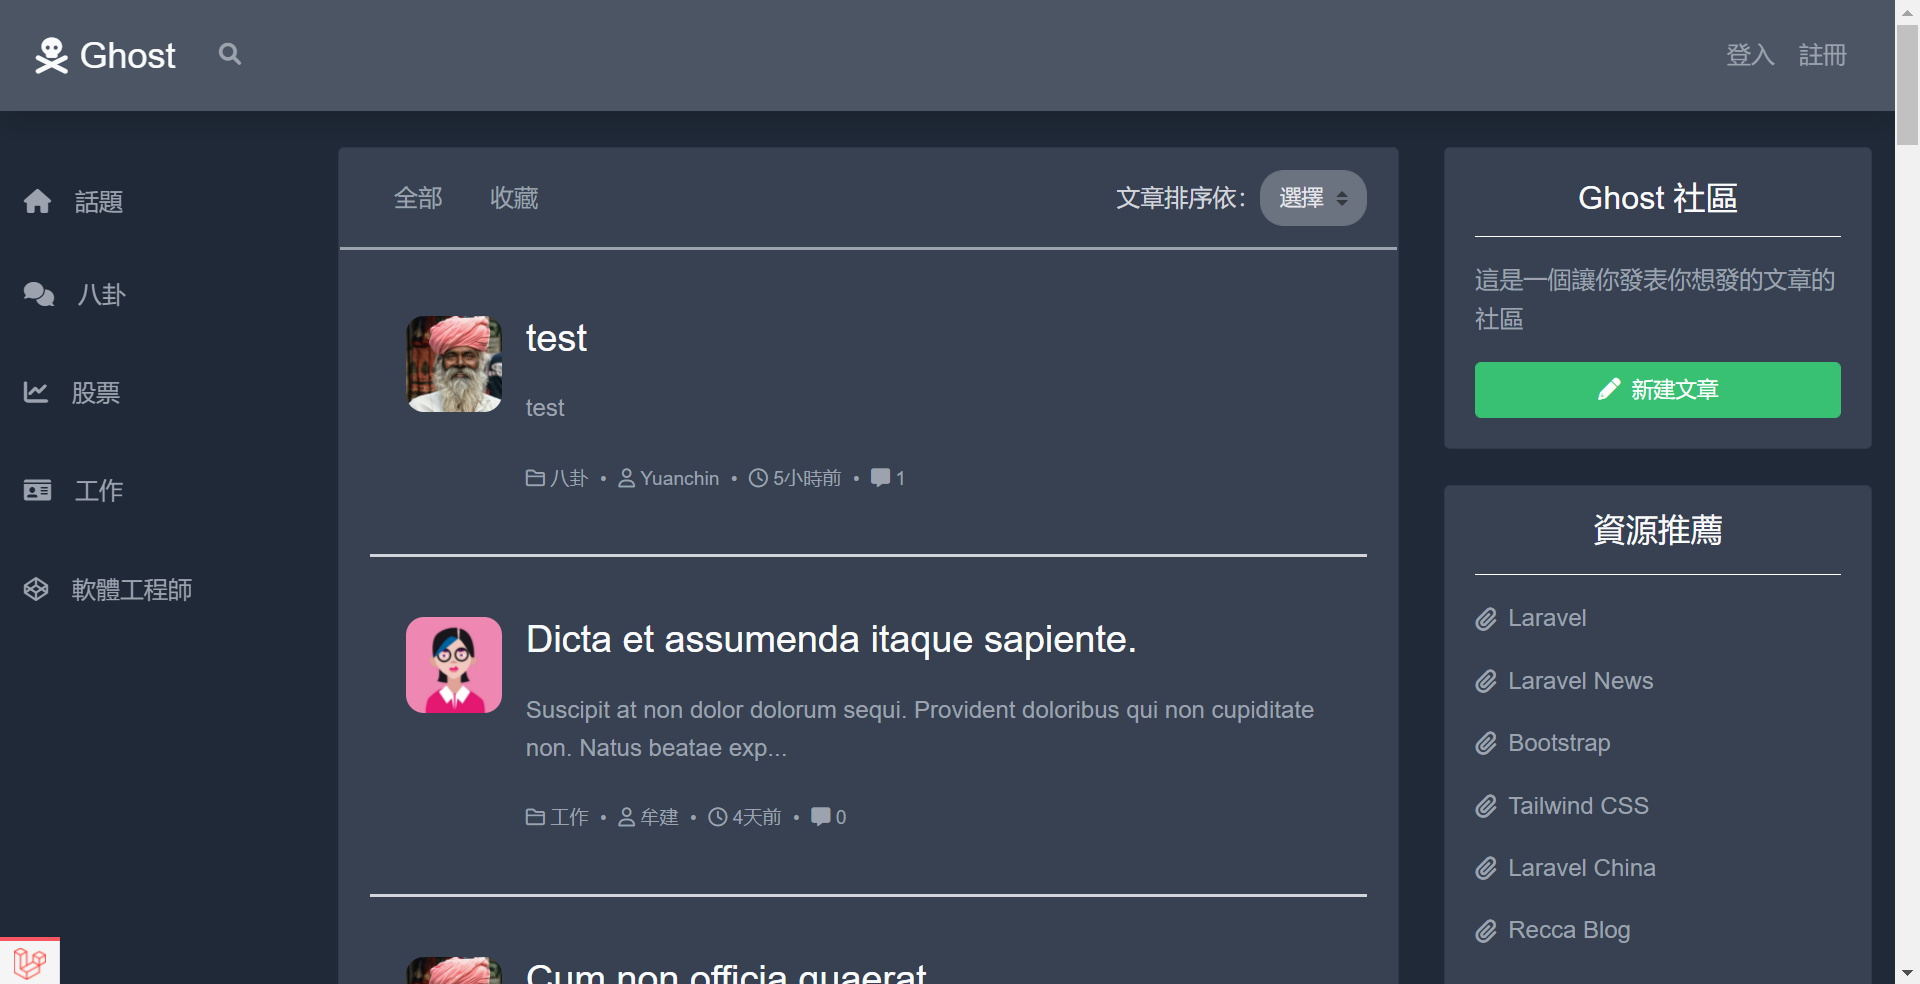 Ghost
登入 註冊
話題
八卦
股票
工作
軟體工程師
全部 收藏 文章排序依: 選擇
test
test
八卦 • Yuanchin • 5小時前 • 1
Dicta et assumenda itaque sapiente.
Suscipit at non dolor dolorum sequi. Provident doloribus qui non cupiditate
non. Natus beatae exp...
工作 • 牟建 • 4天前 • 0
Cum non officia quaerat
Ghost 社區
這是一個讓你發表你想發的文章的
社區
新建文章
資源推薦
Laravel
Laravel News
Bootstrap
Tailwind CSS
Laravel China
Recca Blog